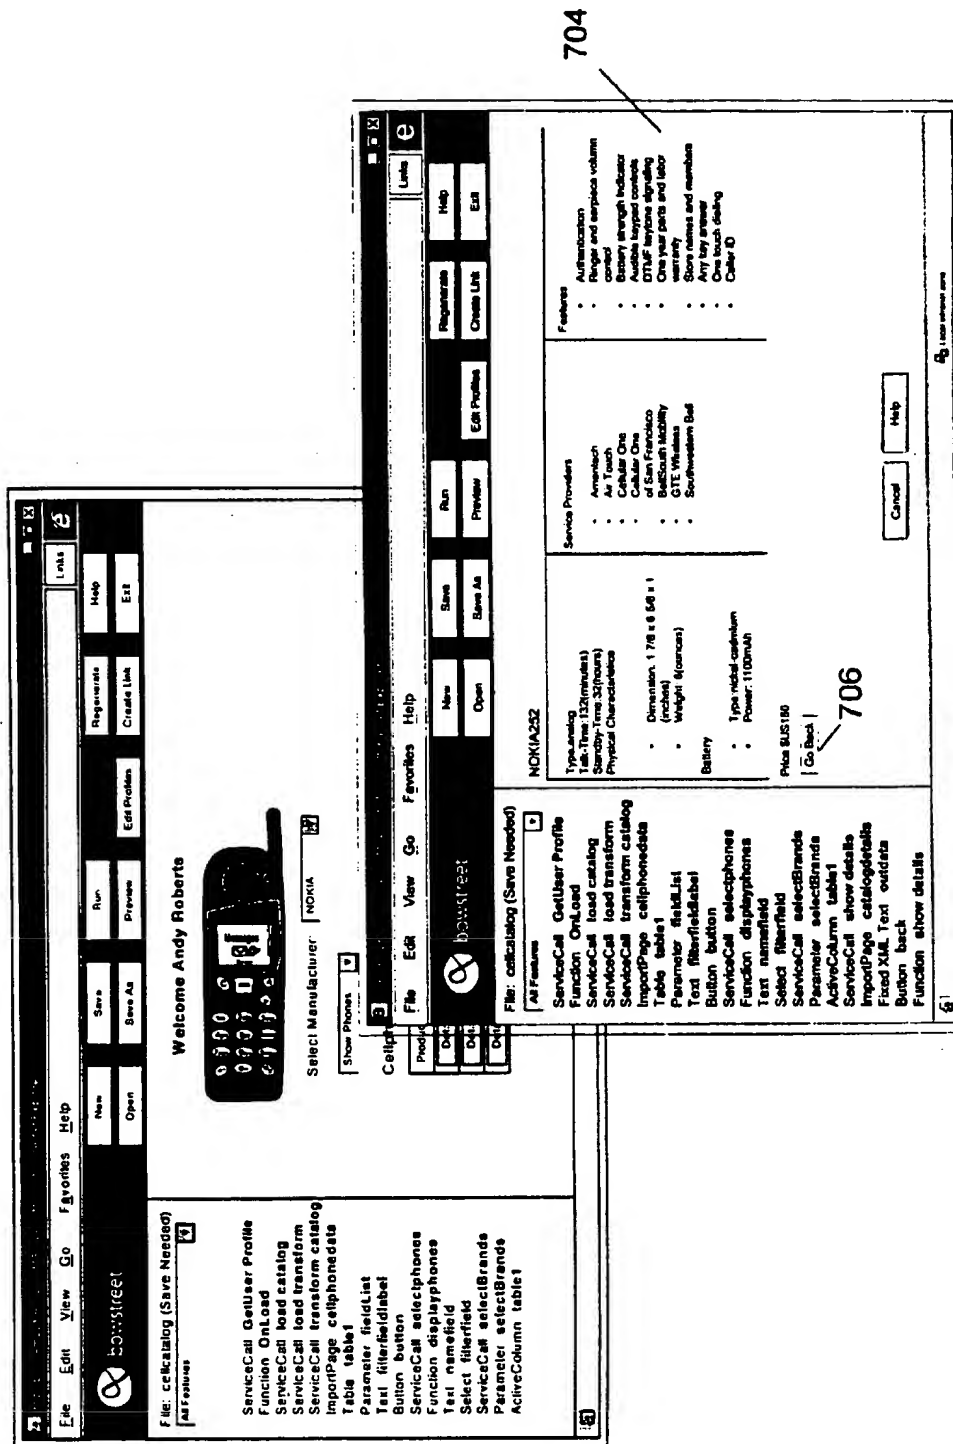 File Edit View Go Favorites Help
Links
e
bowstreet
New Save Run Regenerate Help
Open Save As Preview Edit Profiles Create Link Exit
File: cellcatalog (Save Needed)
All Features
ServiceCall GetUser Profile
Function OnLoad
ServiceCall load catalog
ServiceCall load transform
ServiceCall transform catalog
ImportPage cellphonedata
Table table1
Parameter fieldList
Text filterfieldlabel
Button button
ServiceCall selectphones
Function displayphones
Text namefield
Select filterfield
ServiceCall selectBrands
Parameter selectBrands
ActiveColumn table1
Welcome Andy Roberts
Select Manufacturer: NOKIA
Show Phones
Cellph
Produc
Det
Det
Det
File Edit View Go Favorites Help
Links
e
bowstreet
New Save Run Regenerate Help
Open Save As Preview Edit Profiles Create Link Exit
File: cellcatalog (Save Needed)
All Features
ServiceCall GetUser Profile
Function OnLoad
ServiceCall load catalog
ServiceCall load transform
ServiceCall transform catalog
ImportPage cellphonedata
Table table1
Parameter fieldList
Text filterfieldlabel
Button button
ServiceCall selectphones
Function displayphones
Text namefield
Select filterfield
ServiceCall selectBrands
Parameter selectBrands
ActiveColumn table1
ServiceCall show details
ImportPage catalogdetails
Fixed XML Text outdata
Button back
Function show details
NOKIA252
Type:analog
Talk-Time:132(minutes)
Standby-Time:32(hours)
Physical Characteristics
• Dimension. 1 7/8 x 6 5/8 x 1
(inches)
• Weight 6(ounces)
Battery
• Type:nickel-cadmium
• Power: 1100mAh
Service Providers
• Ameritech
• Air Touch
• Cellular One
• Cellular One
of San Francisco
• BellSouth Mobility
• GTE Wireless
• Southwestern Bell
Features
• Authentication
• Ringer and earpiece volume
control
• Battery strength indicator
• Audible keypad controls
• DTMF keytone signaling
• One year parts and labor
warranty
• Store names and members
• Any key answer
• One touch dialing
• Caller ID
Price $US150
Go Back
Cancel Help
704
706